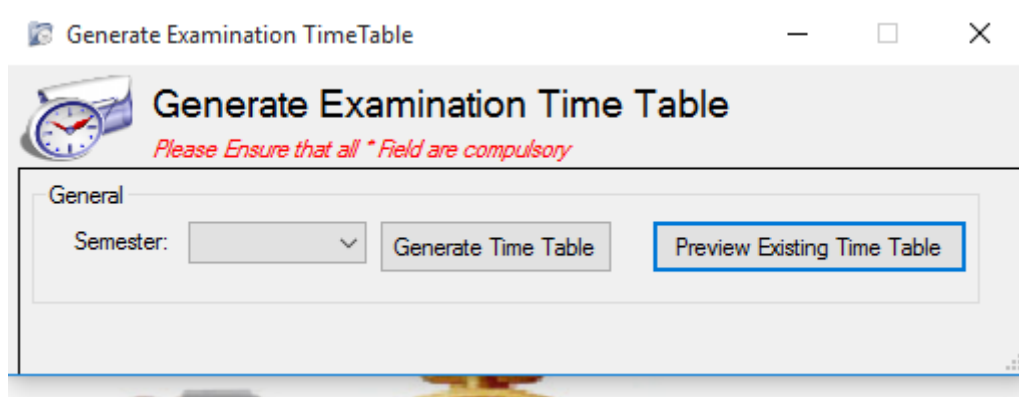 Generate Examination TimeTable
Generate Examination Time Table
Please Ensure that all * Field are compulsory
General
Semester:
Generate Time Table
Preview Existing Time Table